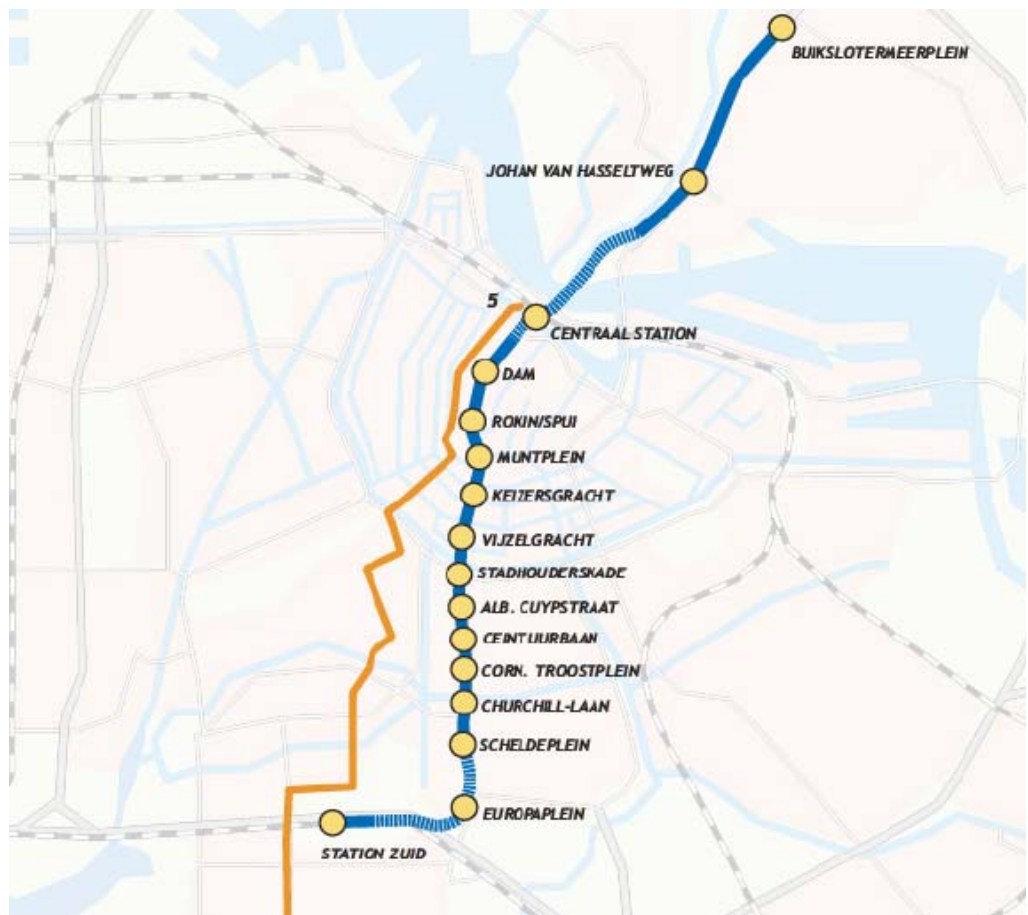 BUIKSLOTERMEERPLEIN
JOHAN VAN HASSELTWEG
5
CENTRAAL STATION
DAM
ROKIN/SPUI
MUNTPLEIN
KEIZERSGRACHT
VIJZELGRACHT
STADHOUDERSKADE
ALB. CUYPSTRAAT
CEINTUURBAAN
CORN. TROOSTPLEIN
CHURCHILL-LAAN
SCHELDEPLEIN
EUROPAPLEIN
STATION ZUID